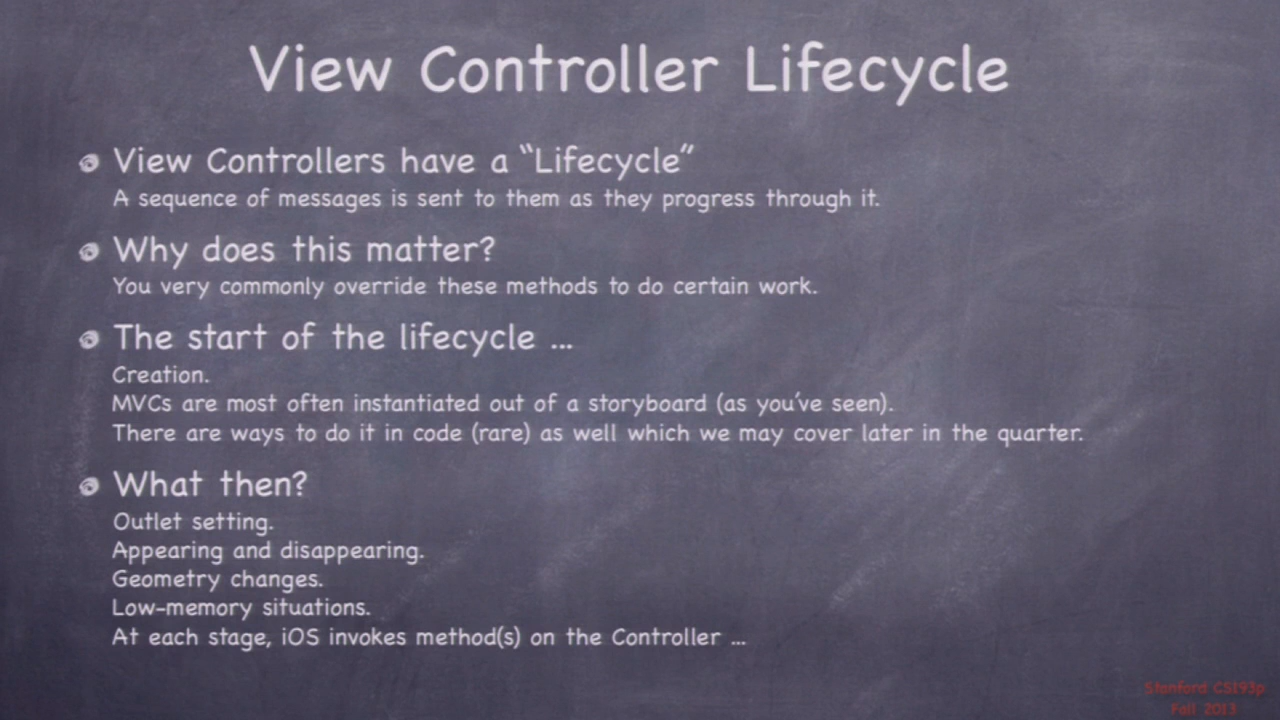 View Controller Lifecycle
View Controllers have a “Lifecycle”
A sequence of messages is sent to them as they progress through it.
Why does this matter?
You very commonly override these methods to do certain work.
The start of the lifecycle ...
Creation.
MVCs are most often instantiated out of a storyboard (as you’ve seen).
There are ways to do it in code (rare) as well which we may cover later in the quarter.
What then?
Outlet setting.
Appearing and disappearing.
Geometry changes.
Low-memory situations.
At each stage, iOS invokes method(s) on the Controller ...
Stanford CS193p
Fall 2013